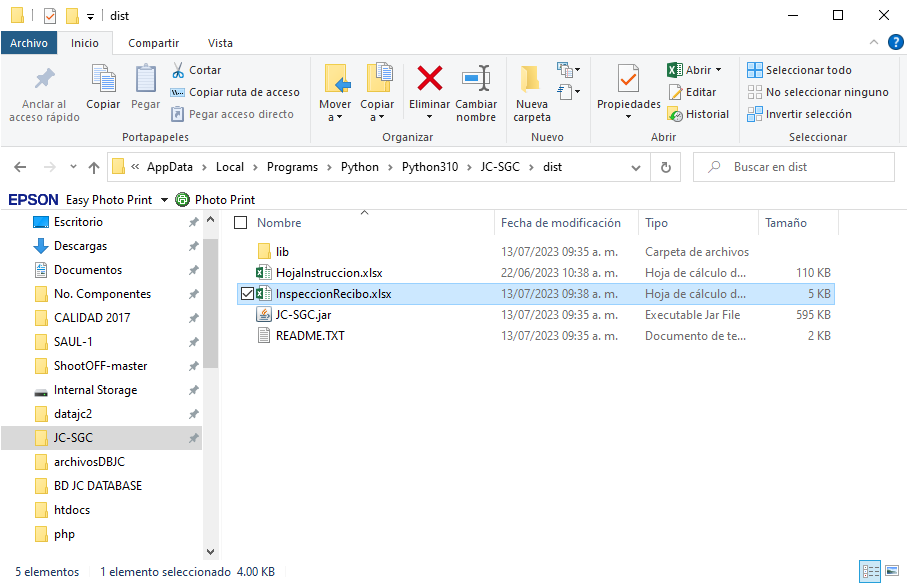 dist
Archivo Inicio Compartir Vista
Anclar al acceso rápido
Copiar
Pegar
Cortar
Copiar ruta de acceso
Pegar acceso directo
Portapapeles
Mover a
Copiar a
Eliminar
Cambiar nombre
Organizar
Nueva carpeta
Nuevo
Propiedades
Abrir
Editar
Historial
Abrir
Seleccionar todo
No seleccionar ninguno
Invertir selección
Seleccionar
« AppData > Local > Programs > Python > Python310 > JC-SGC > dist
Buscar en dist
EPSON Easy Photo Print Photo Print
Escritorio
Descargas
Documentos
No. Componentes
CALIDAD 2017
SAUL-1
ShootOFF-master
Internal Storage
datajc2
JC-SGC
archivosDBJC
BD JC DATABASE
htdocs
php
Nombre Fecha de modificación Tipo Tamaño
lib 13/07/2023 09:35 a. m. Carpeta de archivos
HojaInstruccion.xlsx 22/06/2023 10:38 a. m. Hoja de cálculo d... 110 KB
InspeccionRecibo.xlsx 13/07/2023 09:38 a. m. Hoja de cálculo d... 5 KB
JC-SGC.jar 13/07/2023 09:35 a. m. Executable Jar File 595 KB
README.TXT 13/07/2023 09:35 a. m. Documento de te... 2 KB
5 elementos 1 elemento seleccionado 4.00 KB